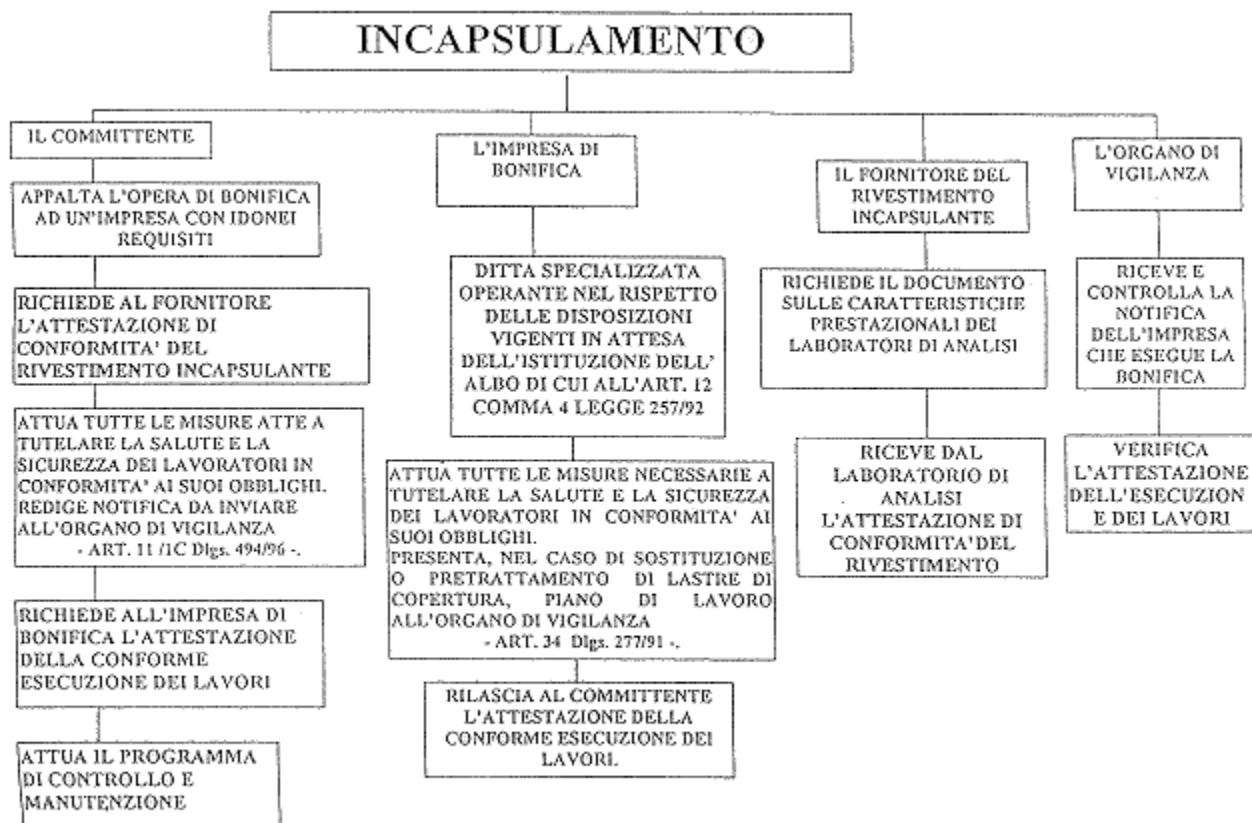 INCAPSULAMENTO
IL COMMITTENTE
APPALTA L'OPERA DI BONIFICA
AD UN'IMPRESA CON IDONEI
REQUISITI
RICHIEDE AL FORNITORE
L'ATTESTAZIONE DI
CONFORMITA' DEL
RIVESTIMENTO INCAPSULANTE
ATTUA TUTTE LE MISURE ATTE A
TUTELARE LA SALUTE E LA
SICUREZZA DEI LAVORATORI IN
CONFORMITA' AI SUOI OBBLIGHI.
REDIGE NOTIFICA DA INVIARE
ALL'ORGANO DI VIGILANZA
- ART. 11 /1C Dlgs. 494/96 -.
RICHIEDE ALL'IMPRESA DI
BONIFICA L'ATTESTAZIONE
DELLA CONFORME
ESECUZIONE DEI LAVORI
ATTUA IL PROGRAMMA
DI CONTROLLO E
MANUTENZIONE
L'IMPRESA DI
BONIFICA
DITTA SPECIALIZZATA
OPERANTE NEL RISPETTO
DELLE DISPOSIZIONI
VIGENTI IN ATTESA
DELL'ISTITUZIONE DELL'
ALBO DI CUI ALL'ART. 12
COMMA 4 LEGGE 257/92
ATTUA TUTTE LE MISURE NECESSARIE A
TUTELARE LA SALUTE E LA SICUREZZA
DEI LAVORATORI IN CONFORMITA' AI
SUOI OBBLIGHI.
PRESENTA, NEL CASO DI SOSTITUZIONE
O PRETRATTAMENTO DI LASTRE DI
COPERTURA, PIANO DI LAVORO
ALL'ORGANO DI VIGILANZA
- ART. 34 Dlgs. 277/91 -.
RILASCIA AL COMMITTENTE
L'ATTESTAZIONE DELLA
CONFORME ESECUZIONE DEI
LAVORI.
IL FORNITORE DEL
RIVESTIMENTO
INCAPSULANTE
RICHIEDE IL DOCUMENTO
SULLE CARATTERISTICHE
PRESTAZIONALI DEI
LABORATORI DI ANALISI
RICEVE DAL
LABORATORIO DI
ANALISI
L'ATTESTAZIONE DI
CONFORMITA'DEL
RIVESTIMENTO
L'ORGANO DI
VIGILANZA
RICEVE E
CONTROLLA LA
NOTIFICA
DELL'IMPRESA
CHE ESEGUE LA
BONIFICA
VERIFICA
L'ATTESTAZIONE
DELL'ESECUZION
E DEI LAVORI